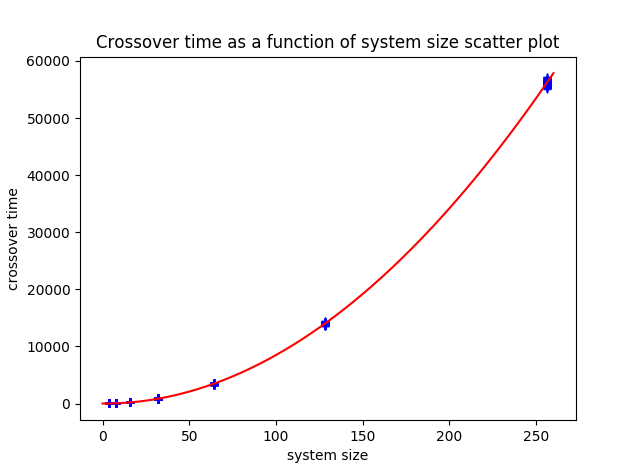 Crossover time as a function of system size scatter plot
60000
50000
40000
30000
20000
10000
0
crossover time
0 50 100 150 200 250
system size